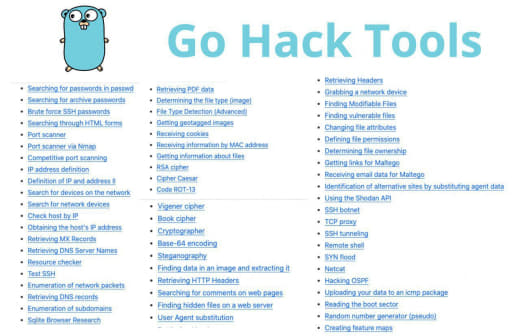 Go Hack Tools
Searching for passwords in passwd
Searching for archive passwords
Brute force SSH passwords
Searching through HTML forms
Port scanner
Port scanner via Nmap
Competitive port scanning
IP address definition
Definition of IP and address II
Search for devices on the network
Search for network devices
Check host by IP
Obtaining the host's IP address
Retrieving MX Records
Retrieving DNS Server Names
Resource checker
Test SSH
Enumeration of network packets
Retrieving DNS records
Enumeration of subdomains
Sqlite Browser Research
Retrieving PDF data
Determining the file type (image)
File Type Detection (Advanced)
Getting geotagged images
Receiving cookies
Receiving information by MAC address
Getting information about files
RSA cipher
Cipher Caesar
Code ROT-13
Vigener cipher
Book cipher
Cryptographer
Base-64 encoding
Steganography
Finding data in an image and extracting it
Retrieving HTTP Headers
Searching for comments on web pages
Finding hidden files on a web server
User Agent substitution
Retrieving Headers
Grabbing a network device
Finding Modifiable Files
Finding vulnerable files
Changing file attributes
Defining file permissions
Determining file ownership
Getting links for Maltego
Receiving email data for Maltego
Identification of alternative sites by substituting agent data
Using the Shodan API
SSH botnet
TCP proxy
SSH tunneling
Remote shell
SYN flood
Netcat
Hacking OSPF
Uploading your data to an icmp package
Reading the boot sector
Random number generator (pseudo)
Creating feature maps